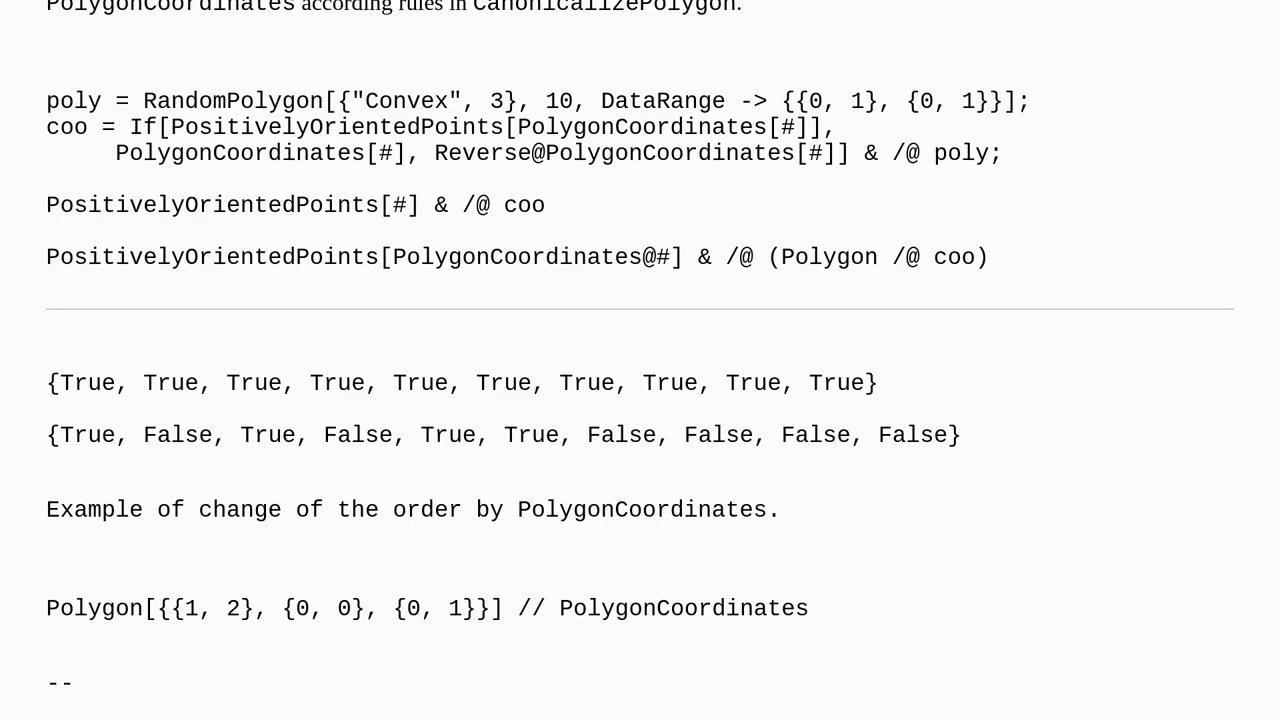 PolygonCoordinates according rules in CanonicalizePolygon.
poly = RandomPolygon[{"Convex", 3}, 10, DataRange -> {{0, 1}, {0, 1}}];
coo = If[PositivelyOrientedPoints[PolygonCoordinates[#]],
PolygonCoordinates[#], Reverse@PolygonCoordinates[#]] & /@ poly;
PositivelyOrientedPoints[#] & /@ coo
PositivelyOrientedPoints[PolygonCoordinates@#] & /@ (Polygon /@ coo)
{True, True, True, True, True, True, True, True, True, True}
{True, False, True, False, True, True, False, False, False, False}
Example of change of the order by PolygonCoordinates.
Polygon[{{1, 2}, {0, 0}, {0, 1}}] // PolygonCoordinates
--